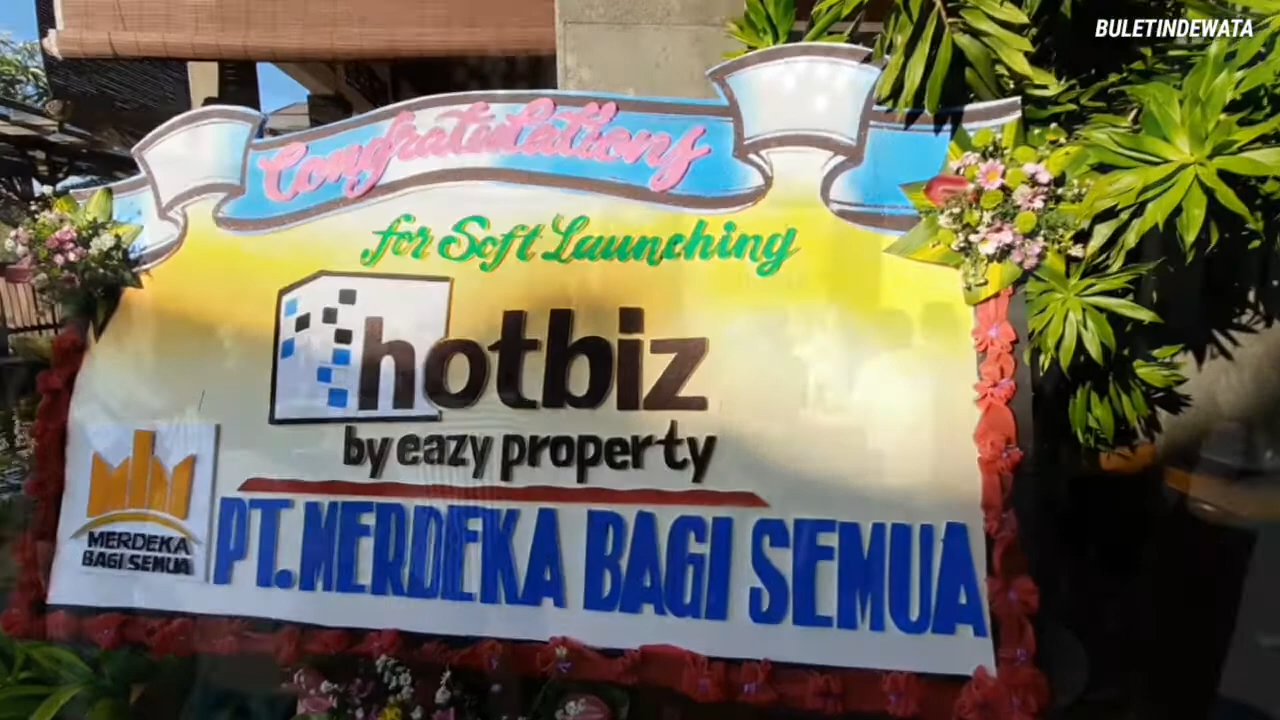 BULETINDEWATA
Congratulations
for Soft Launching
hotbiz
by eazy property
MERDEKA
BAGI SEMUA
PT. MERDEKA BAGI SEMUA